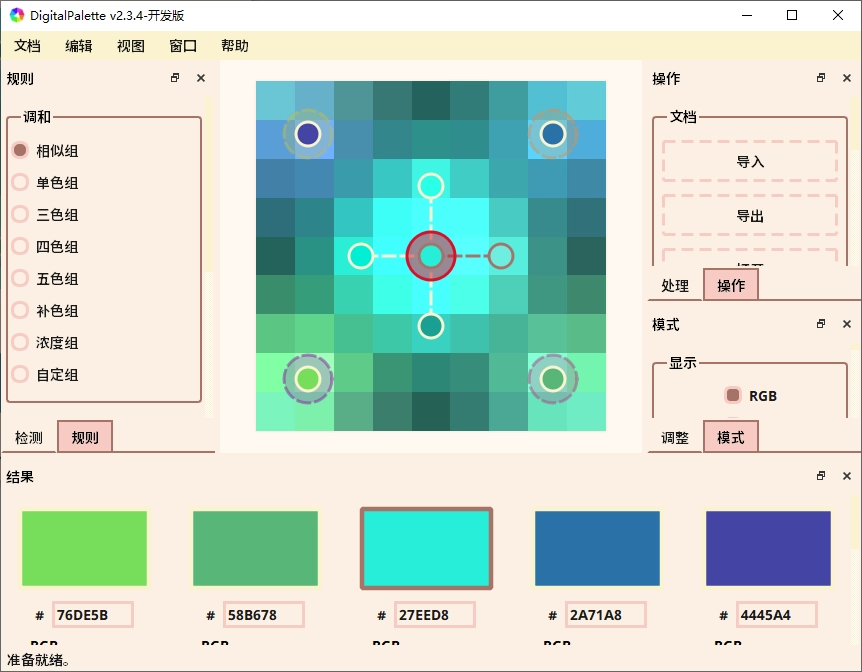 DigitalPalette v2.3.4-开发版
文档 编辑 视图 窗口 帮助
规则
调和
相似组
单色组
三色组
四色组
五色组
补色组
浓度组
自定组
检测 规则
操作
文档
导入
导出
打开
处理 操作
模式
显示
RGB
调整 模式
结果
# 76DE5B # 58B678 # 27EED8 # 2A71A8 # 4445A4
RGB RGB RGB RGB RGB
准备就绪。